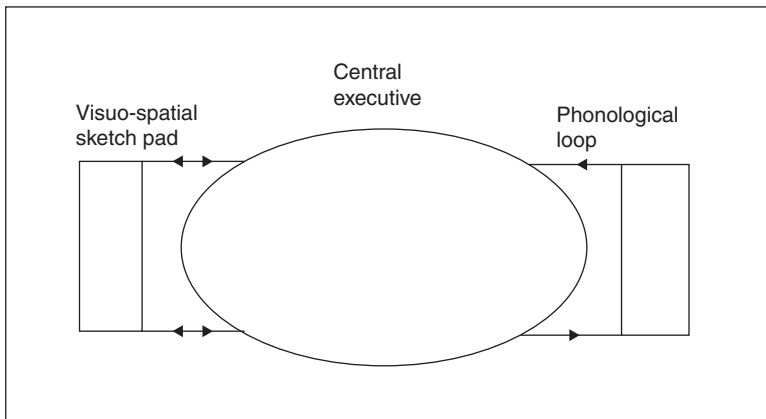 Central
executive
Visuo-spatial
sketch pad
Phonological
loop